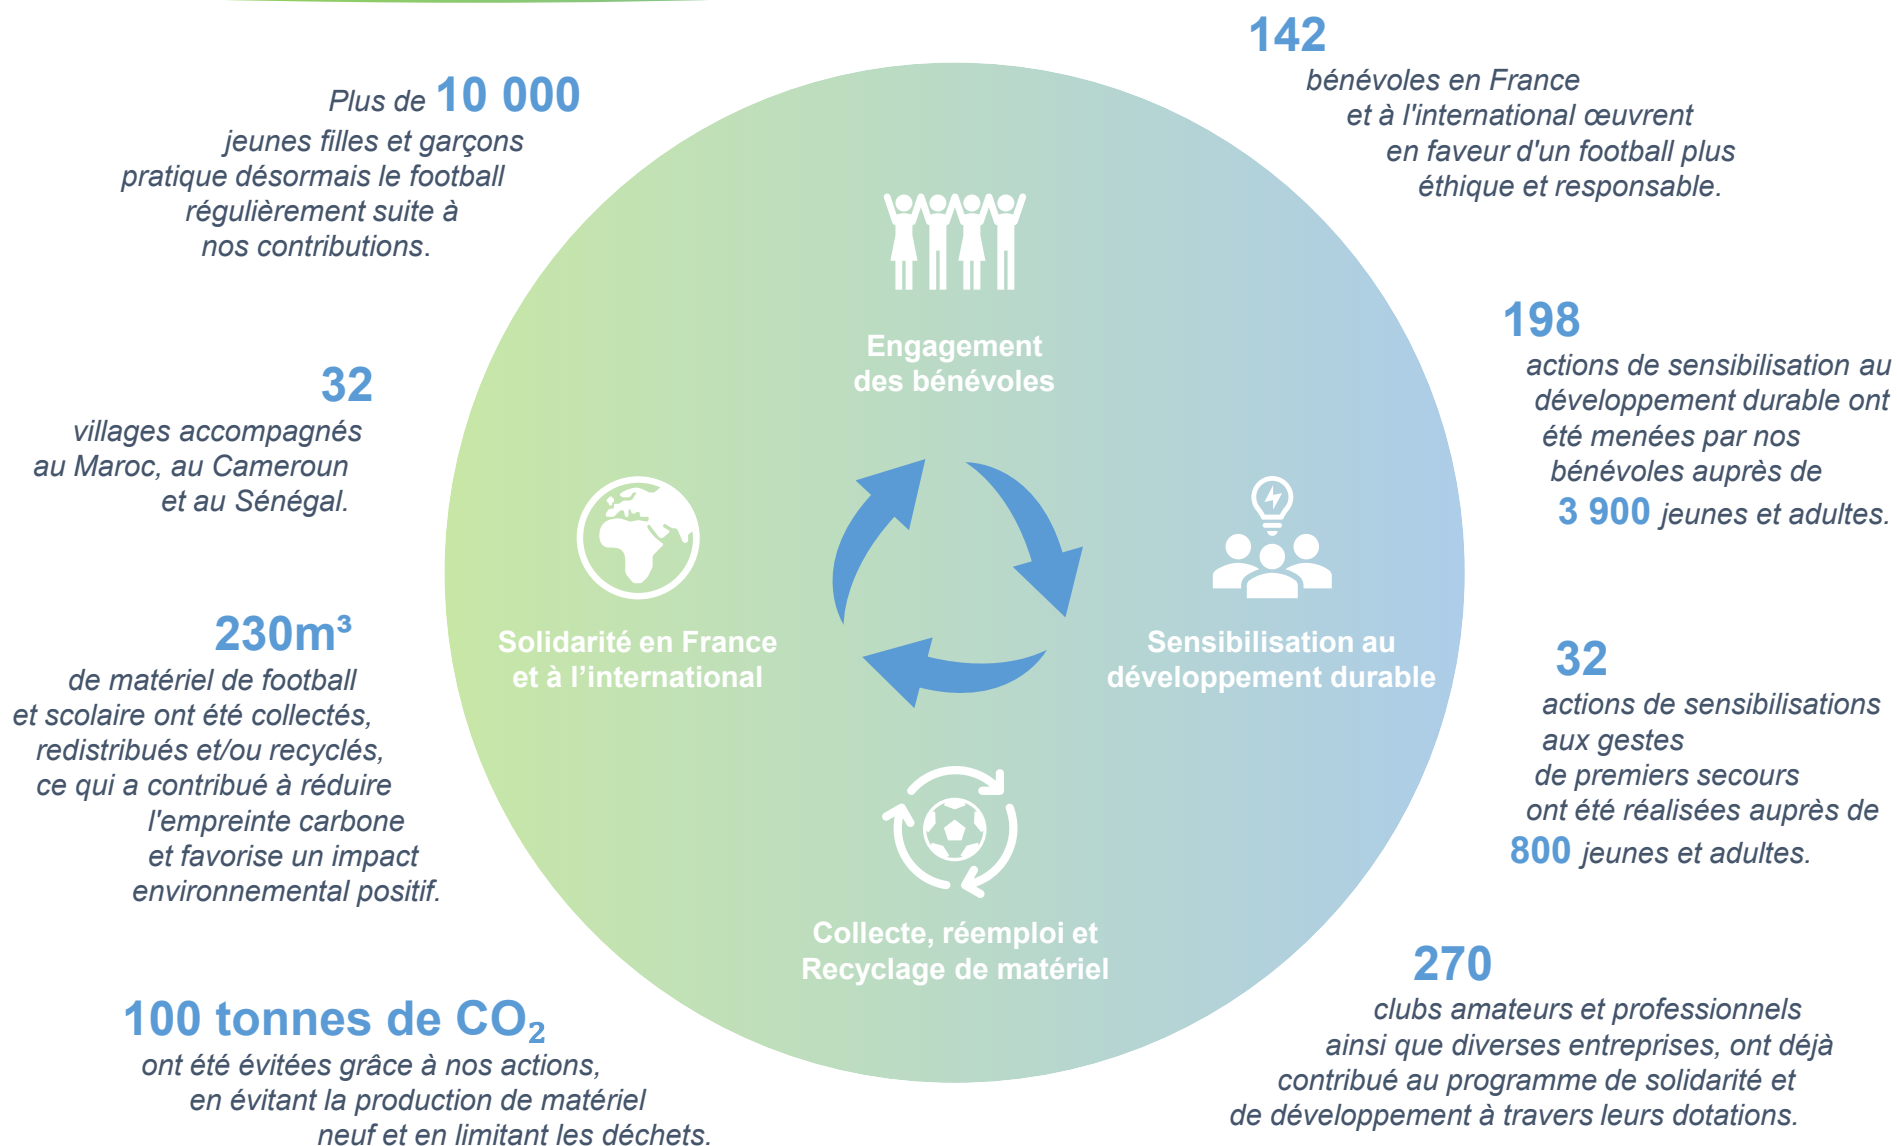 Plus de 10 000
jeunes filles et garçons
pratique désormais le football
régulièrement suite à
nos contributions.
32
villages accompagnés
au Maroc, au Cameroun
et au Sénégal.
230m³
de matériel de football
et scolaire ont été collectés,
redistribués et/ou recyclés,
ce qui a contribué à réduire
l'empreinte carbone
et favorise un impact
environnemental positif.
100 tonnes de CO₂
ont été évitées grâce à nos actions,
en évitant la production de matériel
neuf et en limitant les déchets.
Engagement
des bénévoles
Solidarité en France
et à l’international
Sensibilisation au
développement durable
Collecte, réemploi et
Recyclage de matériel
142
bénévoles en France
et à l'international œuvrent
en faveur d'un football plus
éthique et responsable.
198
actions de sensibilisation au
développement durable ont
été menées par nos
bénévoles auprès de
3 900 jeunes et adultes.
32
actions de sensibilisations
aux gestes
de premiers secours
ont été réalisées auprès de
800 jeunes et adultes.
270
clubs amateurs et professionnels
ainsi que diverses entreprises, ont déjà
contribué au programme de solidarité et
de développement à travers leurs dotations.